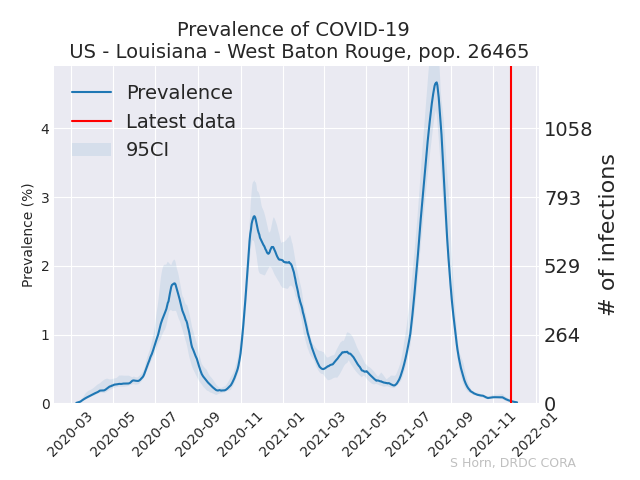 Prevalence of COVID-19
US - Louisiana - West Baton Rouge, pop. 26465
Prevalence
Latest data
95CI
Prevalence (%)
4
3
2
1
0
1058
793
529
264
0
# of infections
2020-03
2020-05
2020-07
2020-09
2020-11
2021-01
2021-03
2021-05
2021-07
2021-09
2021-11
2022-01
S Horn, DRDC CORA